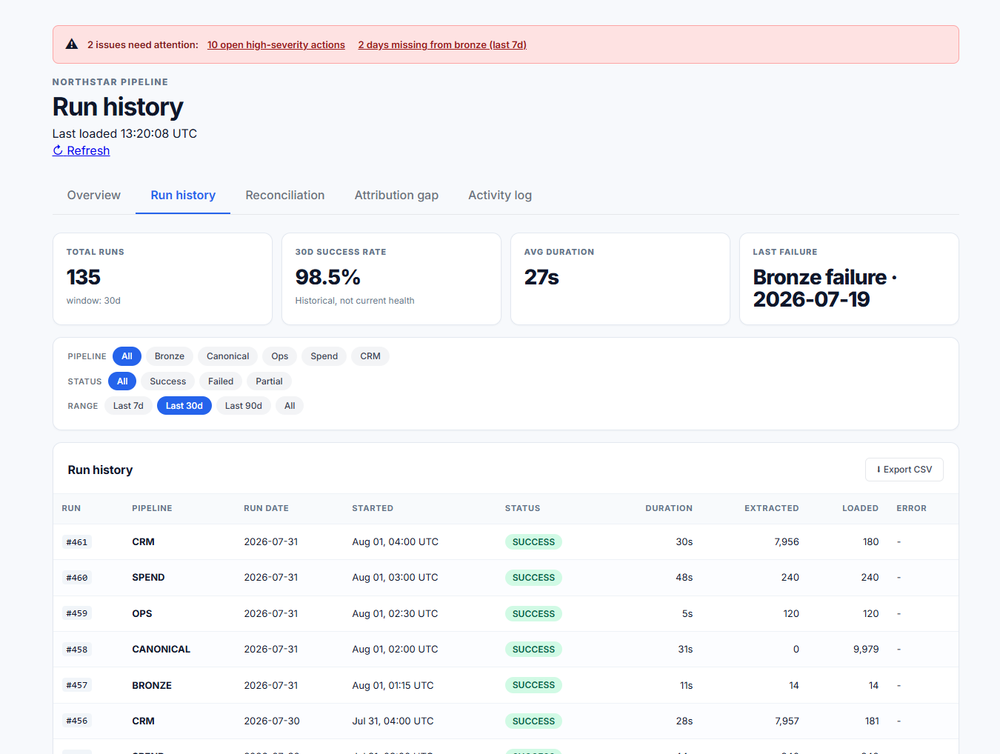 2 issues need attention: 10 open high-severity actions 2 days missing from bronze (last 7d)
NORTHSTAR PIPELINE
Run history
Last loaded 13:20:08 UTC
↻ Refresh
Overview Run history Reconciliation Attribution gap Activity log
TOTAL RUNS
135
window: 30d
30D SUCCESS RATE
98.5%
Historical, not current health
AVG DURATION
27s
LAST FAILURE
Bronze failure ·
2026-07-19
PIPELINE All Bronze Canonical Ops Spend CRM
STATUS All Success Failed Partial
RANGE Last 7d Last 30d Last 90d All
Run history
⬇ Export CSV
RUN PIPELINE RUN DATE STARTED STATUS DURATION EXTRACTED LOADED ERROR
#461 CRM 2026-07-31 Aug 01, 04:00 UTC SUCCESS 30s 7,956 180 -
#460 SPEND 2026-07-31 Aug 01, 03:00 UTC SUCCESS 48s 240 240 -
#459 OPS 2026-07-31 Aug 01, 02:30 UTC SUCCESS 5s 120 120 -
#458 CANONICAL 2026-07-31 Aug 01, 02:00 UTC SUCCESS 31s 0 9,979 -
#457 BRONZE 2026-07-31 Aug 01, 01:15 UTC SUCCESS 11s 14 14 -
#456 CRM 2026-07-30 Jul 31, 04:00 UTC SUCCESS 28s 7,957 181 -